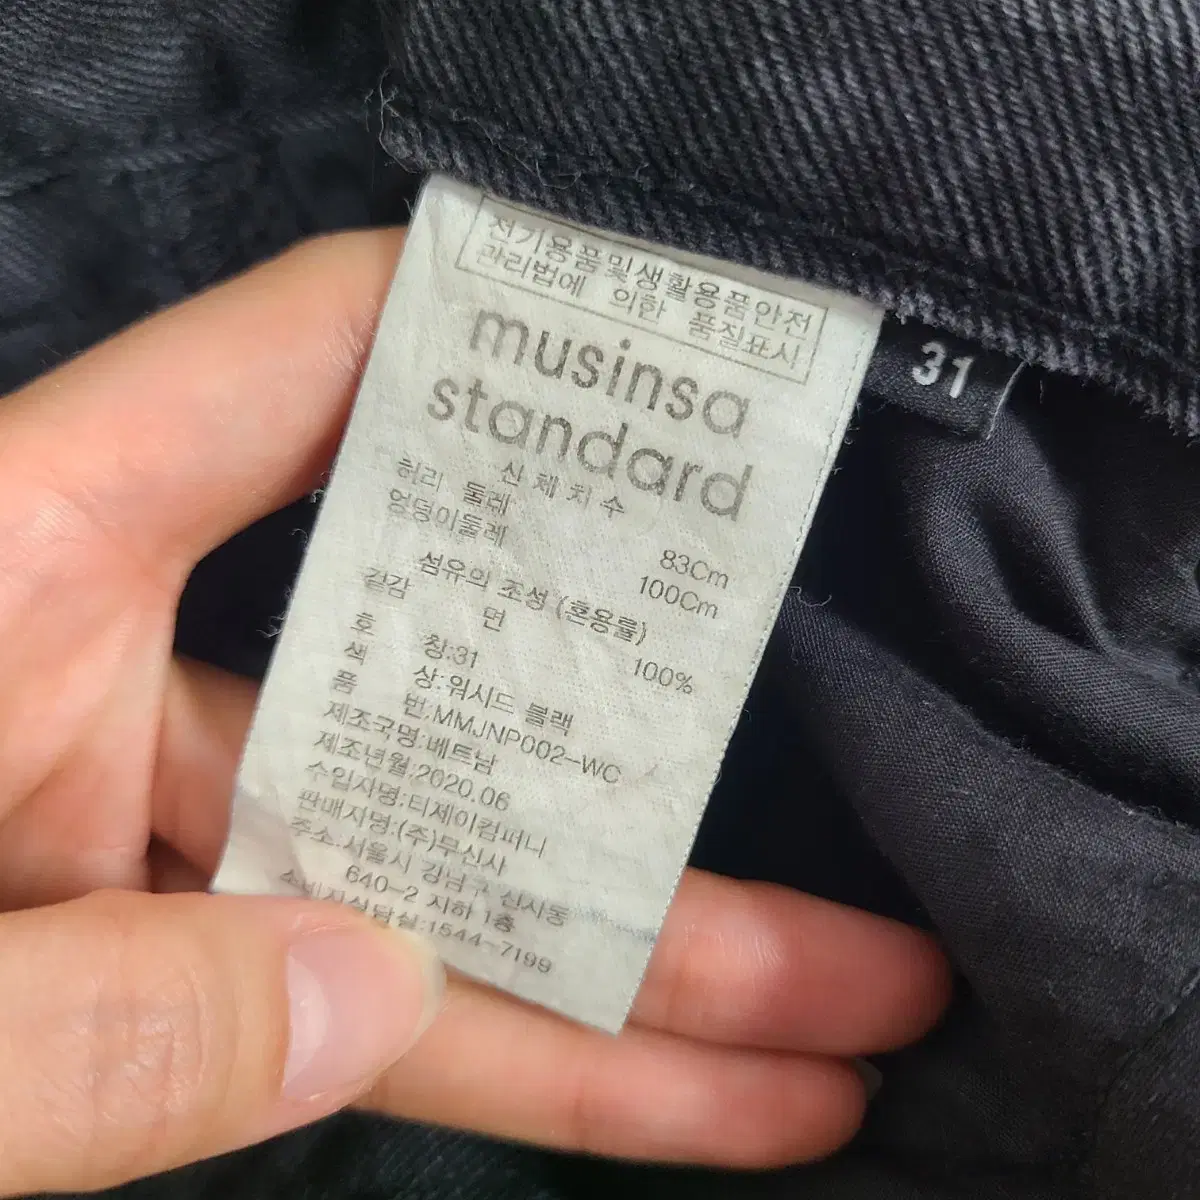 전기용품및생활용품안전
관리법에 의한 품질표시
musinsa
standard
신체치수
허리 둘레 83Cm
엉덩이둘레 100Cm
섬유의 조성 (혼용률)
겉감 면 100%
호 칭:31
색 상:워시드 블랙
품 번:MMJNP002-WC
제조국명:베트남
제조년월:2020.06
수입자명:티제이컴퍼니
판매자명:(주)무신사
주소:서울시 강남구 신사동
640-2 지하 1층
소비자상담실:1544-7199
31